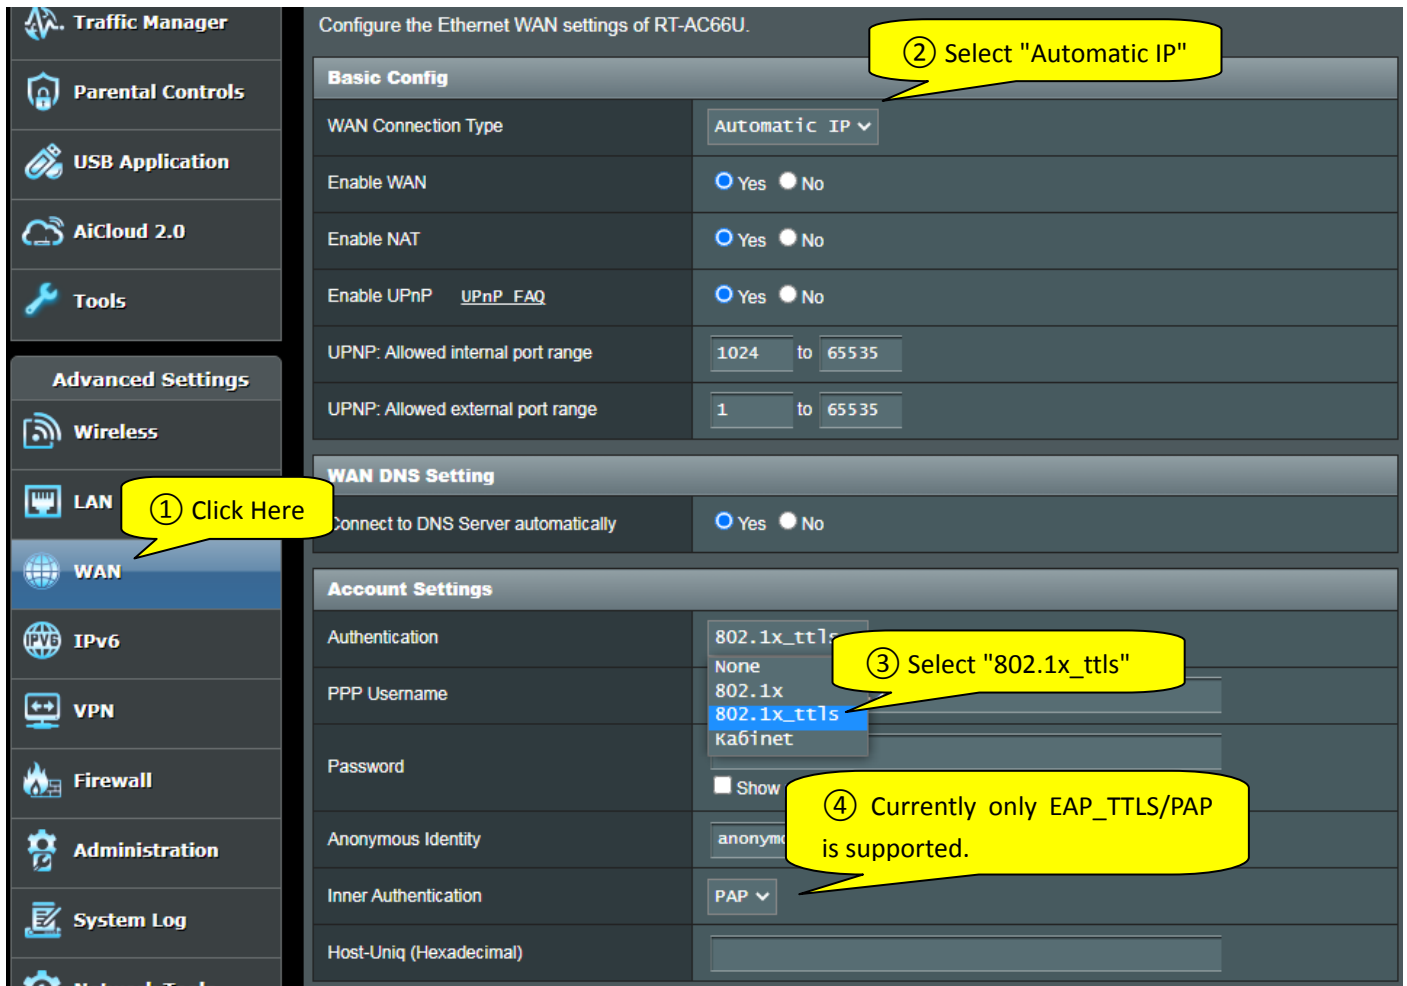 Traffic Manager
Parental Controls
USB Application
AiCloud 2.0
Tools
Advanced Settings
Wireless
LAN
① Click Here
WAN
IPv6
VPN
Firewall
Administration
System Log
Configure the Ethernet WAN settings of RT-AC66U.
② Select "Automatic IP"
Basic Config
WAN Connection Type Automatic IP
Enable WAN Yes No
Enable NAT Yes No
Enable UPnP UPnP FAQ Yes No
UPNP: Allowed internal port range 1024 to 65535
UPNP: Allowed external port range 1 to 65535
WAN DNS Setting
Connect to DNS Server automatically Yes No
Account Settings
Authentication 802.1x_ttls
None
802.1x
802.1x_ttls
Kабinet
③ Select "802.1x_ttls"
PPP Username
Password
Show
④ Currently only EAP_TTLS/PAP
is supported.
Anonymous Identity
Inner Authentication PAP
Host-Uniq (Hexadecimal)